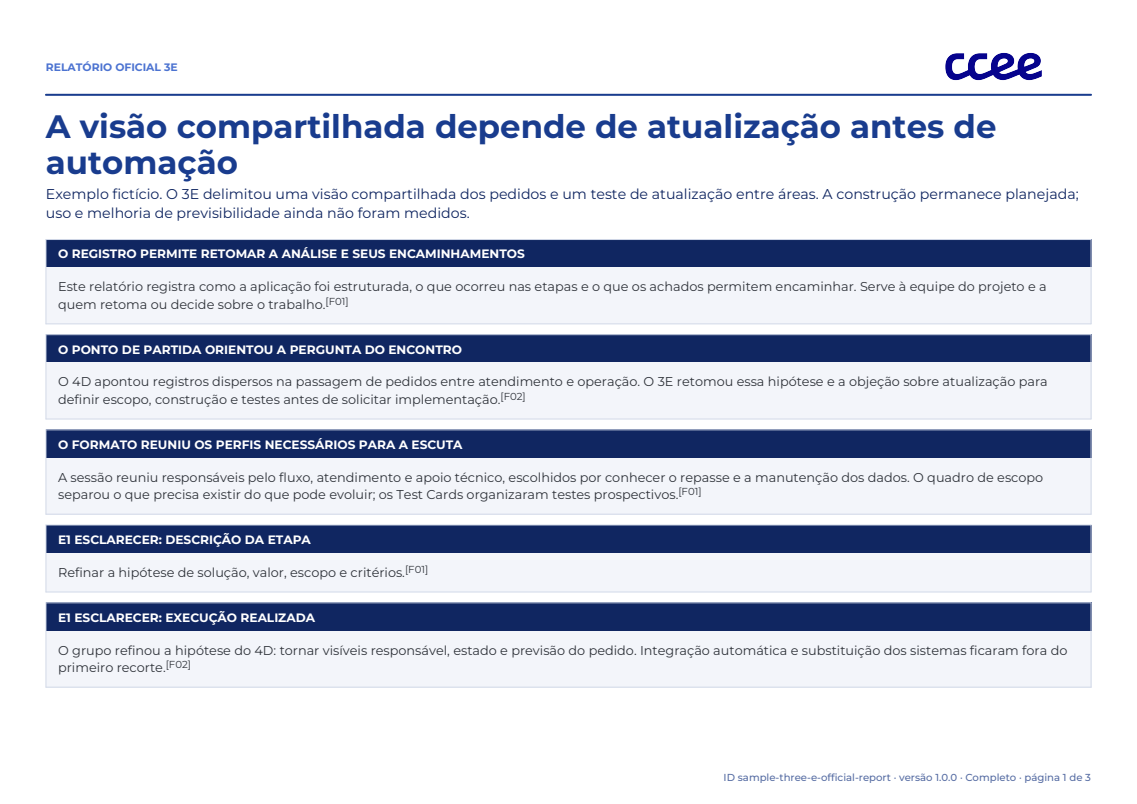 RELATÓRIO OFICIAL 3E
ccee
A visão compartilhada depende de atualização antes de
automação
Exemplo fictício. O 3E delimitou uma visão compartilhada dos pedidos e um teste de atualização entre áreas. A construção permanece planejada;
uso e melhoria de previsibilidade ainda não foram medidos.
O REGISTRO PERMITE RETOMAR A ANÁLISE E SEUS ENCAMINHAMENTOS
Este relatório registra como a aplicação foi estruturada, o que ocorreu nas etapas e o que os achados permitem encaminhar. Serve à equipe do projeto e a
quem retoma ou decide sobre o trabalho.[F01]
O PONTO DE PARTIDA ORIENTOU A PERGUNTA DO ENCONTRO
O 4D apontou registros dispersos na passagem de pedidos entre atendimento e operação. O 3E retomou essa hipótese e a objeção sobre atualização para
definir escopo, construção e testes antes de solicitar implementação.[F02]
O FORMATO REUNIU OS PERFIS NECESSÁRIOS PARA A ESCUTA
A sessão reuniu responsáveis pelo fluxo, atendimento e apoio técnico, escolhidos por conhecer o repasse e a manutenção dos dados. O quadro de escopo
separou o que precisa existir do que pode evoluir; os Test Cards organizaram testes prospectivos.[F01]
E1 ESCLARECER: DESCRIÇÃO DA ETAPA
Refinar a hipótese de solução, valor, escopo e critérios.[F01]
E1 ESCLARECER: EXECUÇÃO REALIZADA
O grupo refinou a hipótese do 4D: tornar visíveis responsável, estado e previsão do pedido. Integração automática e substituição dos sistemas ficaram fora do
primeiro recorte.[F02]
ID sample-three-e-official-report · versão 1.0.0 · Completo · página 1 de 3